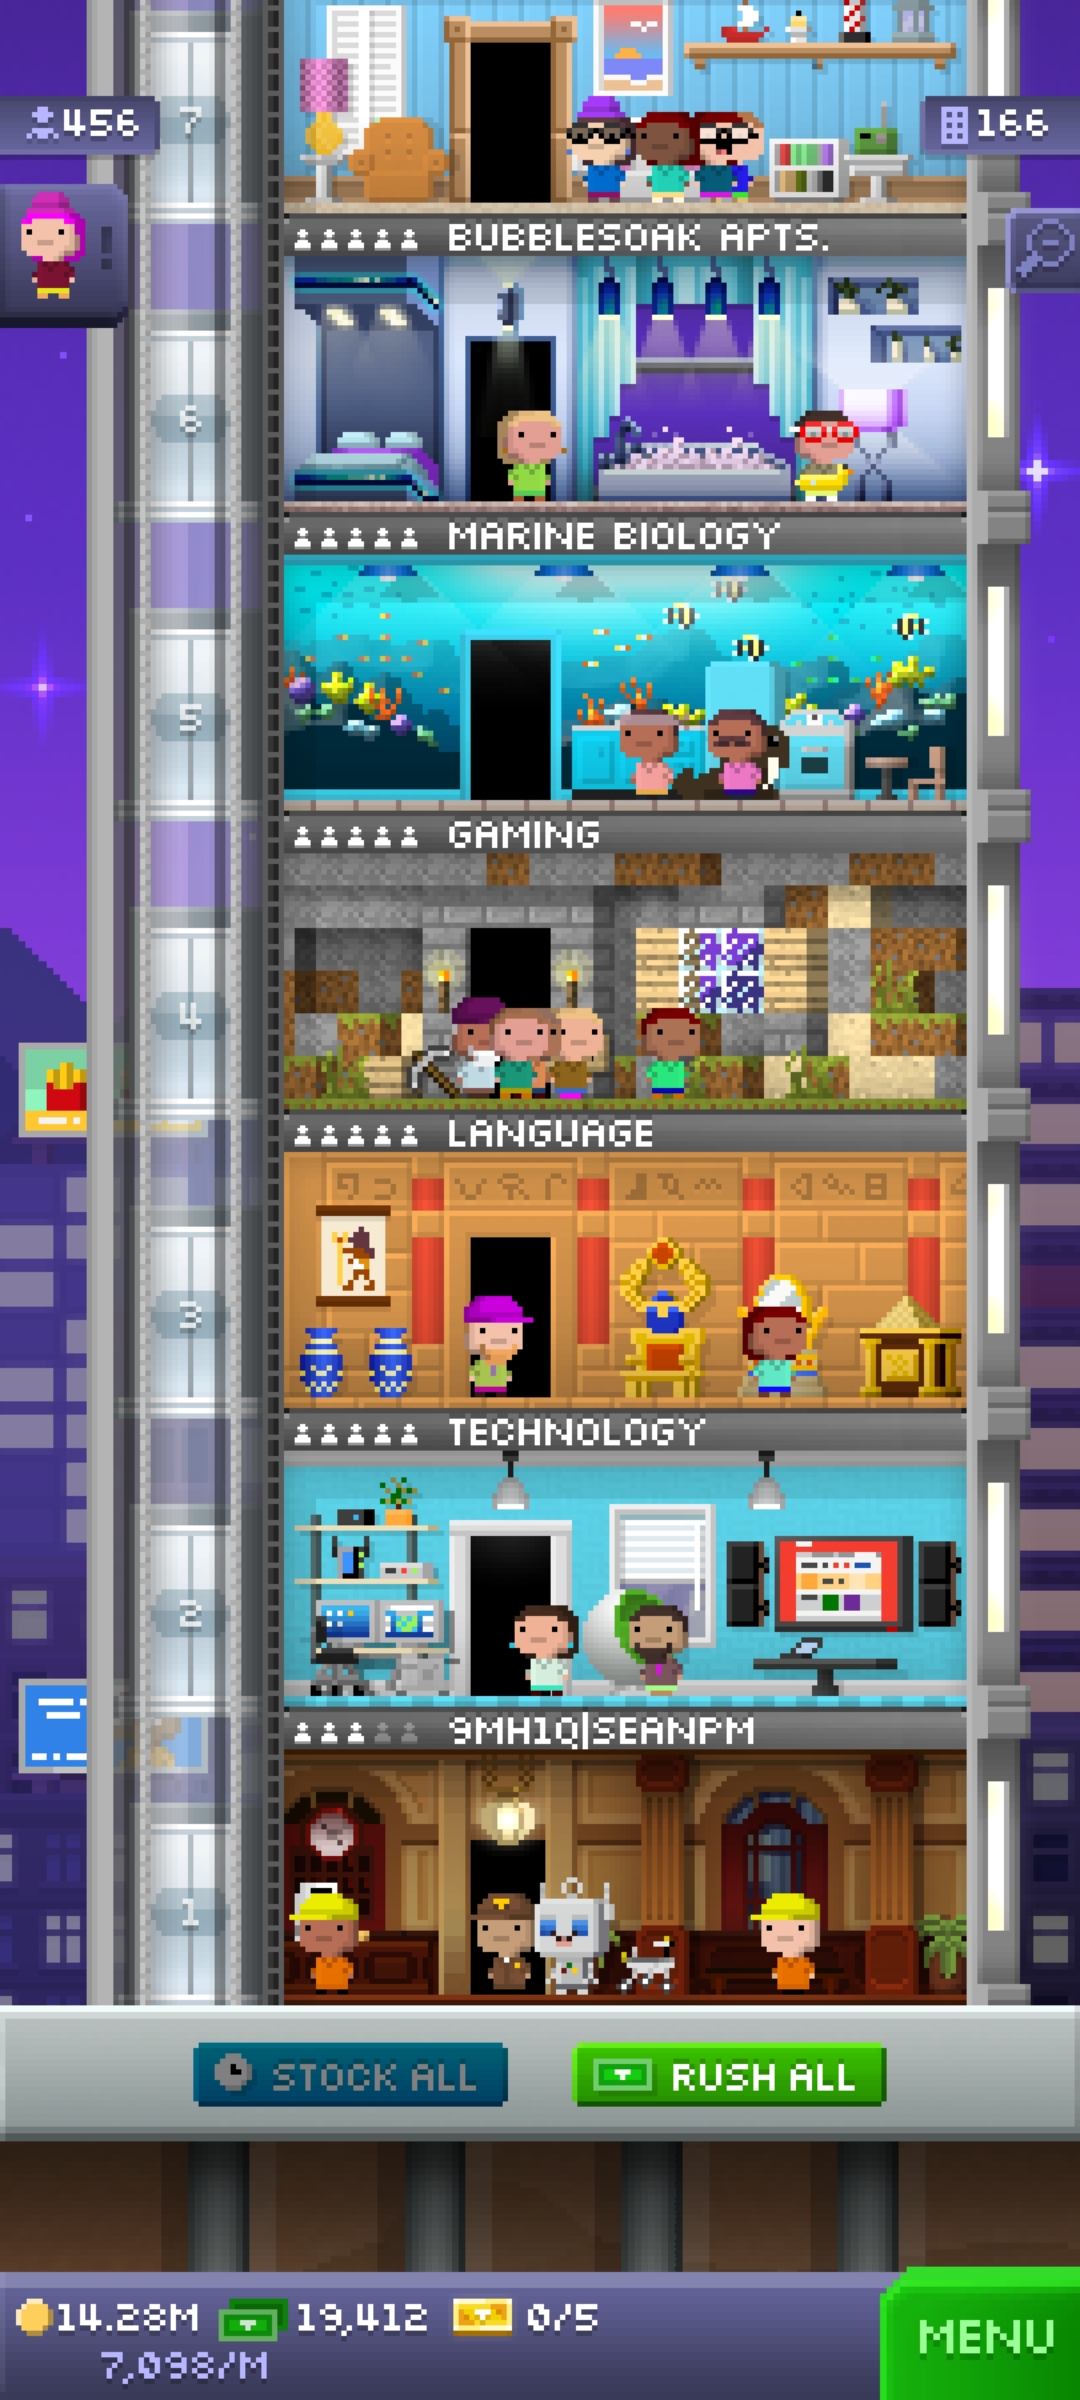 456
7
166
BUBBLESOAK APTS.
6
MARINE BIOLOGY
5
GAMING
4
LANGUAGE
3
TECHNOLOGY
2
9MH1Q|SEANPM
1
STOCK ALL
RUSH ALL
14.28M
19,412
0/5
7,098/M
MENU